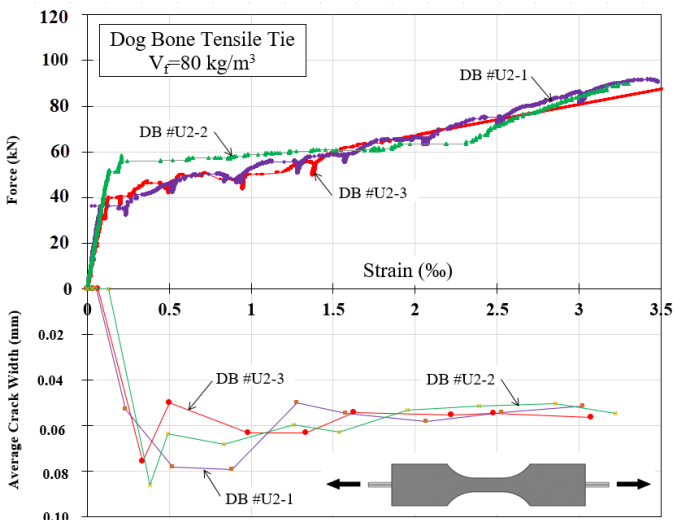 120
100
80
60
40
20
0
Force (kN)
Dog Bone Tensile Tie
V_f=80 kg/m³
DB #U2-1
DB #U2-2
DB #U2-3
Strain (‰)
0 0.5 1 1.5 2 2.5 3 3.5
0.02
0.04
0.06
0.08
0.10
Average Crack Width (mm)
DB #U2-3
DB #U2-2
DB #U2-1